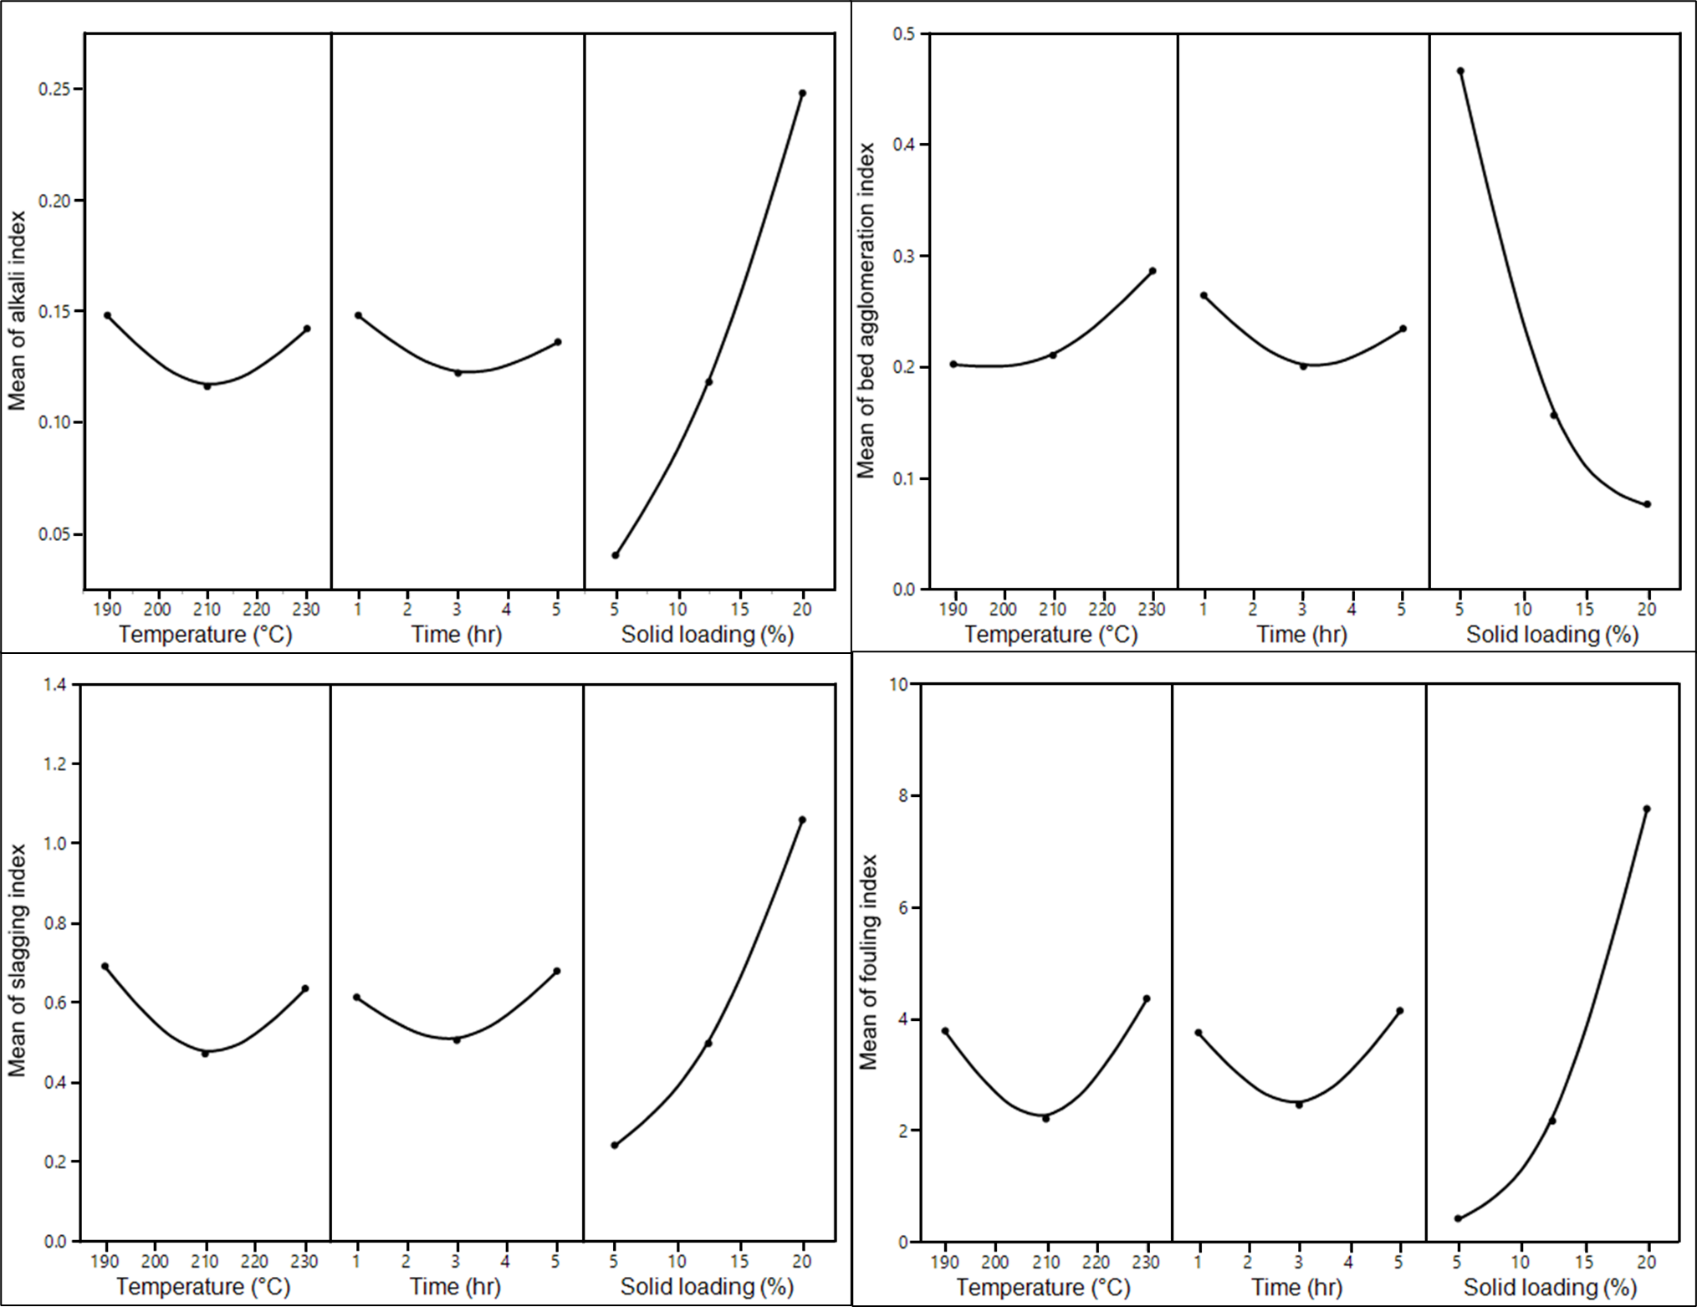 Mean of alkali index
0.25
0.20
0.15
0.10
0.05
190 200 210 220 230 1 2 3 4 5 5 10 15 20
Temperature (°C) Time (hr) Solid loading (%)
Mean of bed agglomeration index
0.5
0.4
0.3
0.2
0.1
0.0
190 200 210 220 230 1 2 3 4 5 5 10 15 20
Temperature (°C) Time (hr) Solid loading (%)
Mean of slagging index
1.4
1.2
1.0
0.8
0.6
0.4
0.2
0.0
190 200 210 220 230 1 2 3 4 5 5 10 15 20
Temperature (°C) Time (hr) Solid loading (%)
Mean of fouling index
10
8
6
4
2
0
190 200 210 220 230 1 2 3 4 5 5 10 15 20
Temperature (°C) Time (hr) Solid loading (%)